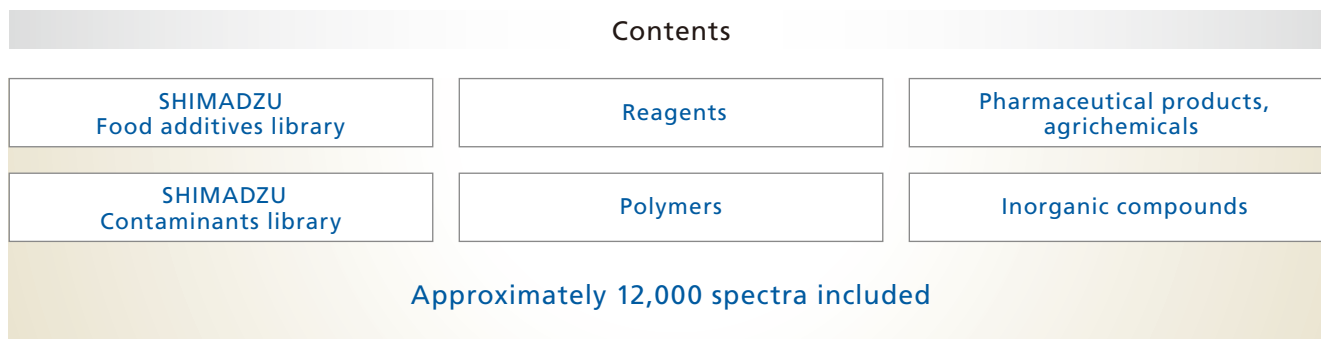 Contents
SHIMADZU
Food additives library
Reagents
Pharmaceutical products,
agrichemicals
SHIMADZU
Contaminants library
Polymers
Inorganic compounds
Approximately 12,000 spectra included